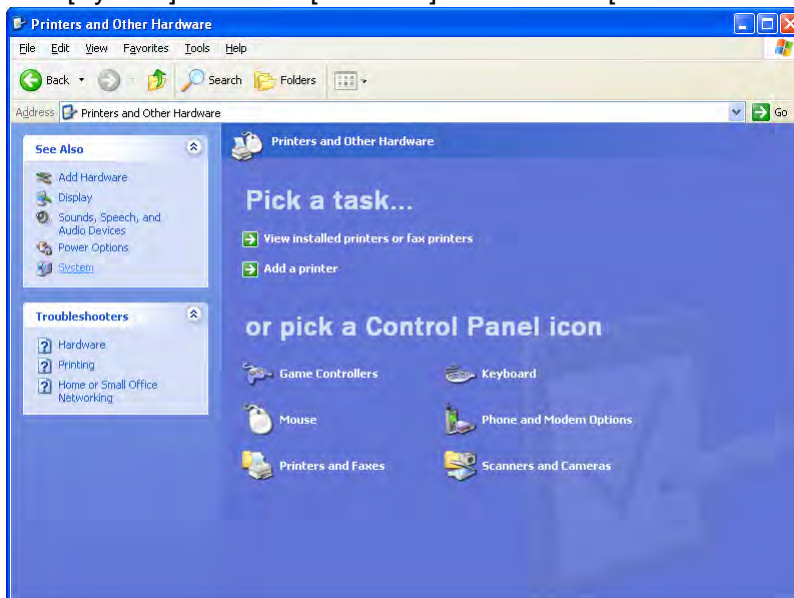 Printers and Other Hardware
File Edit View Favorites Tools Help
Back Search Folders
Address Printers and Other Hardware Go
See Also
Add Hardware
Display
Sounds, Speech, and
Audio Devices
Power Options
System
Troubleshooters
Hardware
Printing
Home or Small Office
Networking
Printers and Other Hardware
Pick a task...
View installed printers or fax printers
Add a printer
or pick a Control Panel icon
Game Controllers
Keyboard
Mouse
Phone and Modem Options
Printers and Faxes
Scanners and Cameras